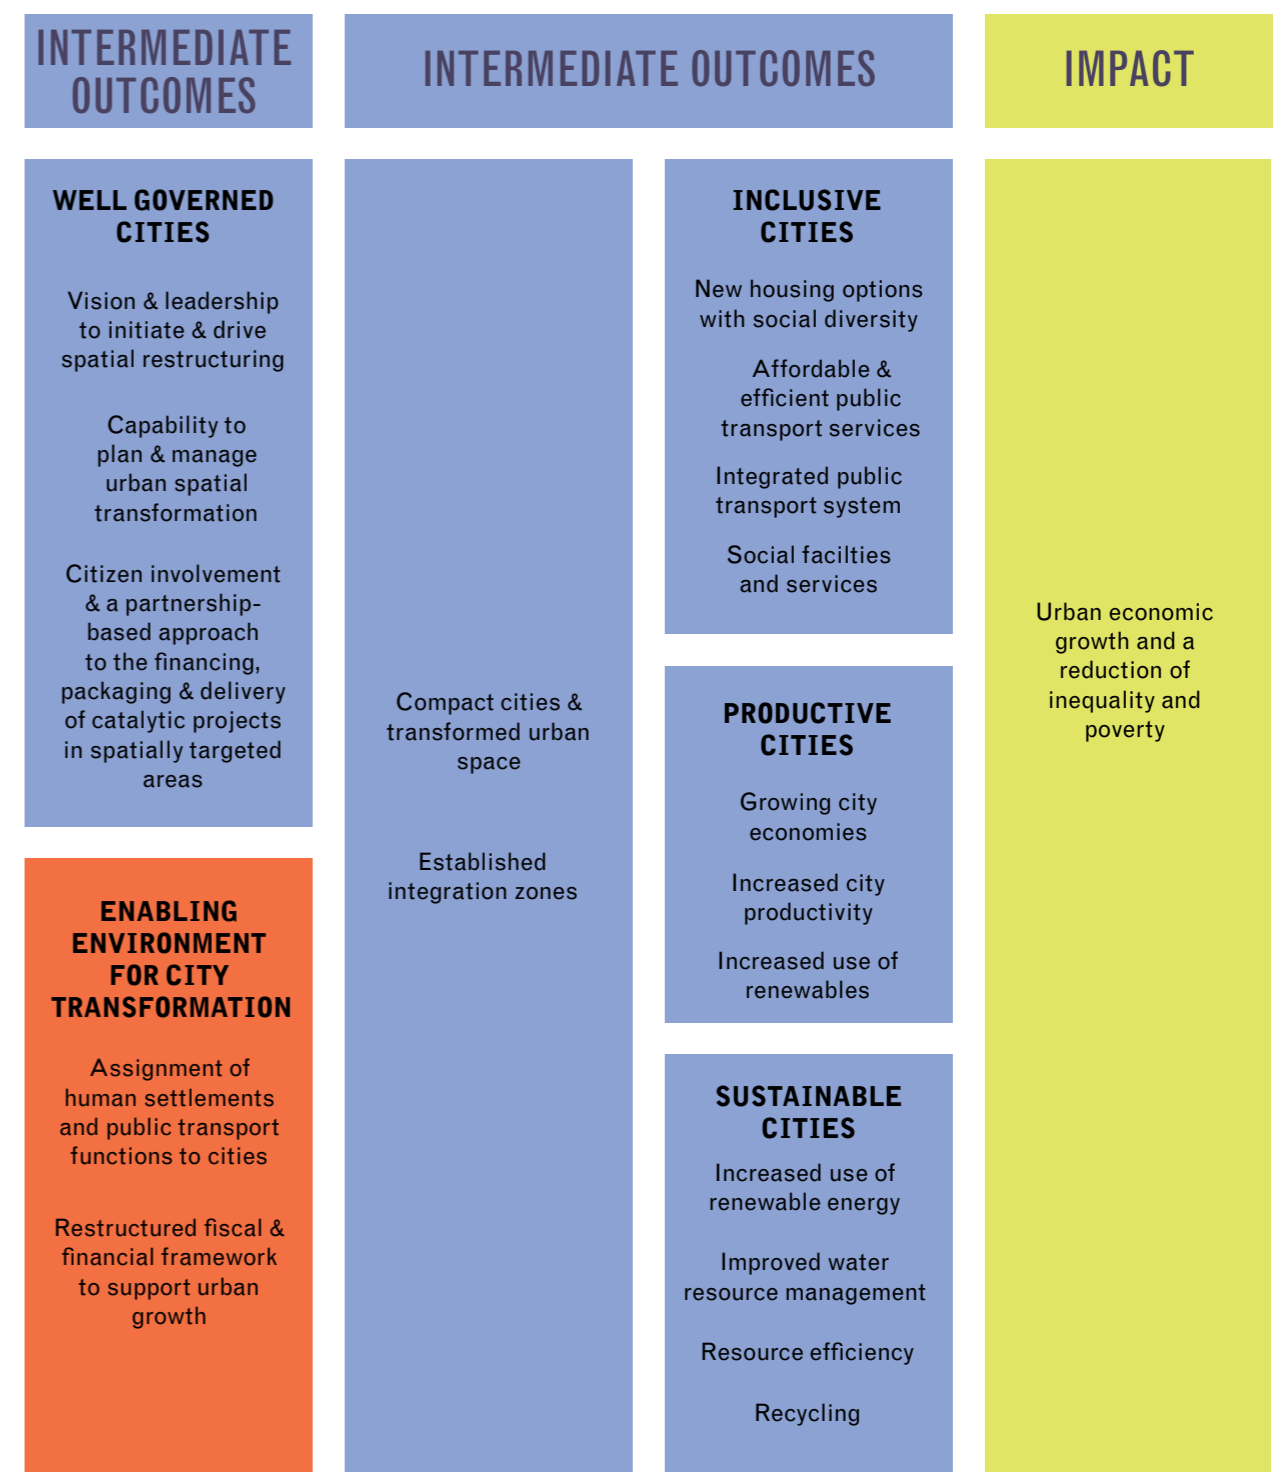 INTERMEDIATE
OUTCOMES
INTERMEDIATE OUTCOMES
IMPACT
WELL GOVERNED
CITIES
Vision & leadership
to initiate & drive
spatial restructuring
Capability to
plan & manage
urban spatial
transformation
Citizen involvement
& a partnership-
based approach
to the financing,
packaging & delivery
of catalytic projects
in spatially targeted
areas
ENABLING
ENVIRONMENT
FOR CITY
TRANSFORMATION
Assignment of
human settlements
and public transport
functions to cities
Restructured fiscal &
financial framework
to support urban
growth
Compact cities &
transformed urban
space
Established
integration zones
INCLUSIVE
CITIES
New housing options
with social diversity
Affordable &
efficient public
transport services
Integrated public
transport system
Social facilties
and services
PRODUCTIVE
CITIES
Growing city
economies
Increased city
productivity
Increased use of
renewables
SUSTAINABLE
CITIES
Increased use of
renewable energy
Improved water
resource management
Resource efficiency
Recycling
Urban economic
growth and a
reduction of
inequality and
poverty